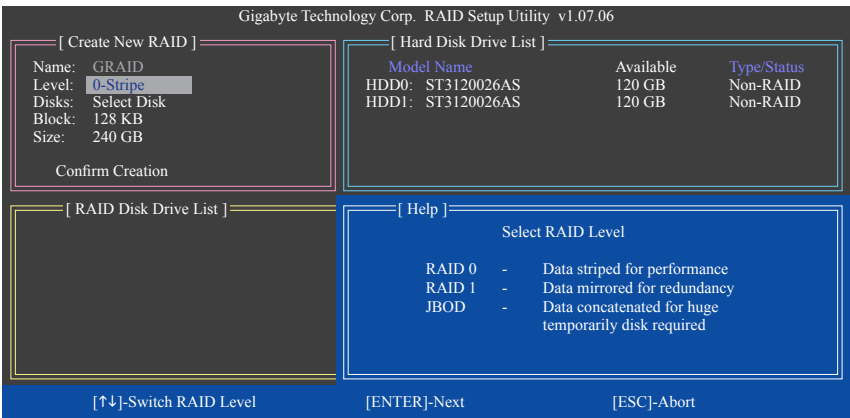 Gigabyte Technology Corp. RAID Setup Utility v1.07.06
[ Create New RAID ]
Name: GRAID
Level: 0-Stripe
Disks: Select Disk
Block: 128 KB
Size: 240 GB
Confirm Creation
[ Hard Disk Drive List ]
Model Name Available Type/Status
HDD0: ST3120026AS 120 GB Non-RAID
HDD1: ST3120026AS 120 GB Non-RAID
[ RAID Disk Drive List ]
[ Help ]
Select RAID Level
RAID 0 - Data striped for performance
RAID 1 - Data mirrored for redundancy
JBOD - Data concatenated for huge
temporarily disk required
[↑↓]-Switch RAID Level [ENTER]-Next [ESC]-Abort